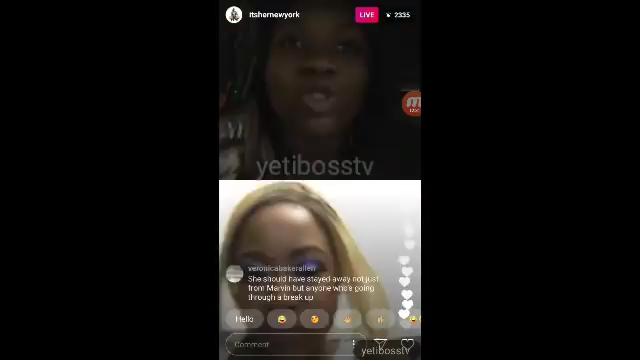 itshernewyork
LIVE
2335
yetibosstv
veronicabakerallen
She should have stayed away not just
from Marvin but anyone who's going
through a break up
Hello
Comment
yetibosstv